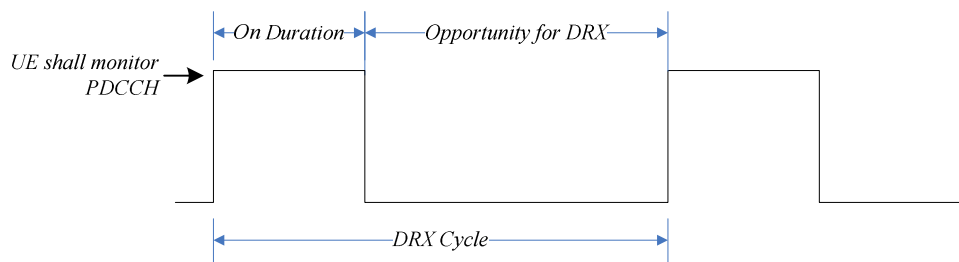 On Duration
Opportunity for DRX
UE shall monitor
PDCCH
DRX Cycle